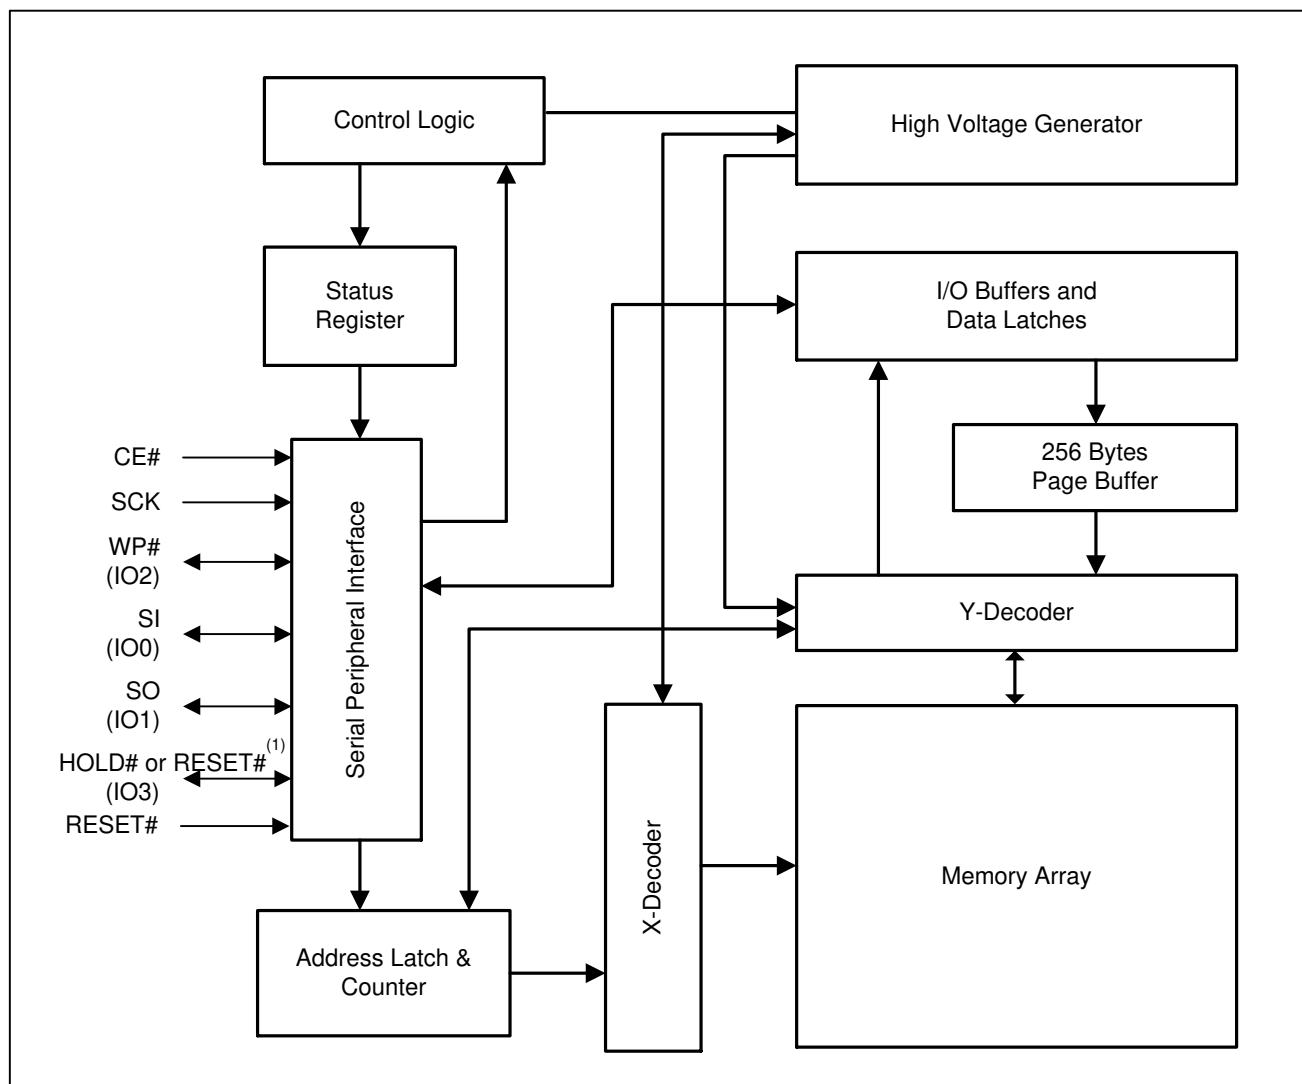 Control Logic
High Voltage Generator
Status
Register
I/O Buffers and
Data Latches
256 Bytes
Page Buffer
CE#
SCK
WP#
(IO2)
SI
(IO0)
SO
(IO1)
HOLD# or RESET#(1)
(IO3)
RESET#
Serial Peripheral Interface
Y-Decoder
X-Decoder
Memory Array
Address Latch &
Counter